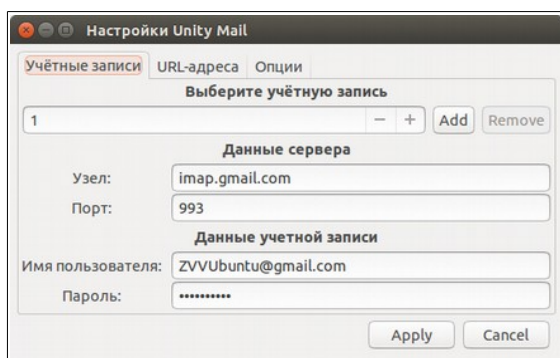 Настройки Unity Mail
Учётные записи URL-адреса Опции
Выберите учётную запись
1 − + Add Remove
Данные сервера
Узел: imap.gmail.com
Порт: 993
Данные учетной записи
Имя пользователя: ZVVUbuntu@gmail.com
Пароль: ••••••••••
Apply Cancel